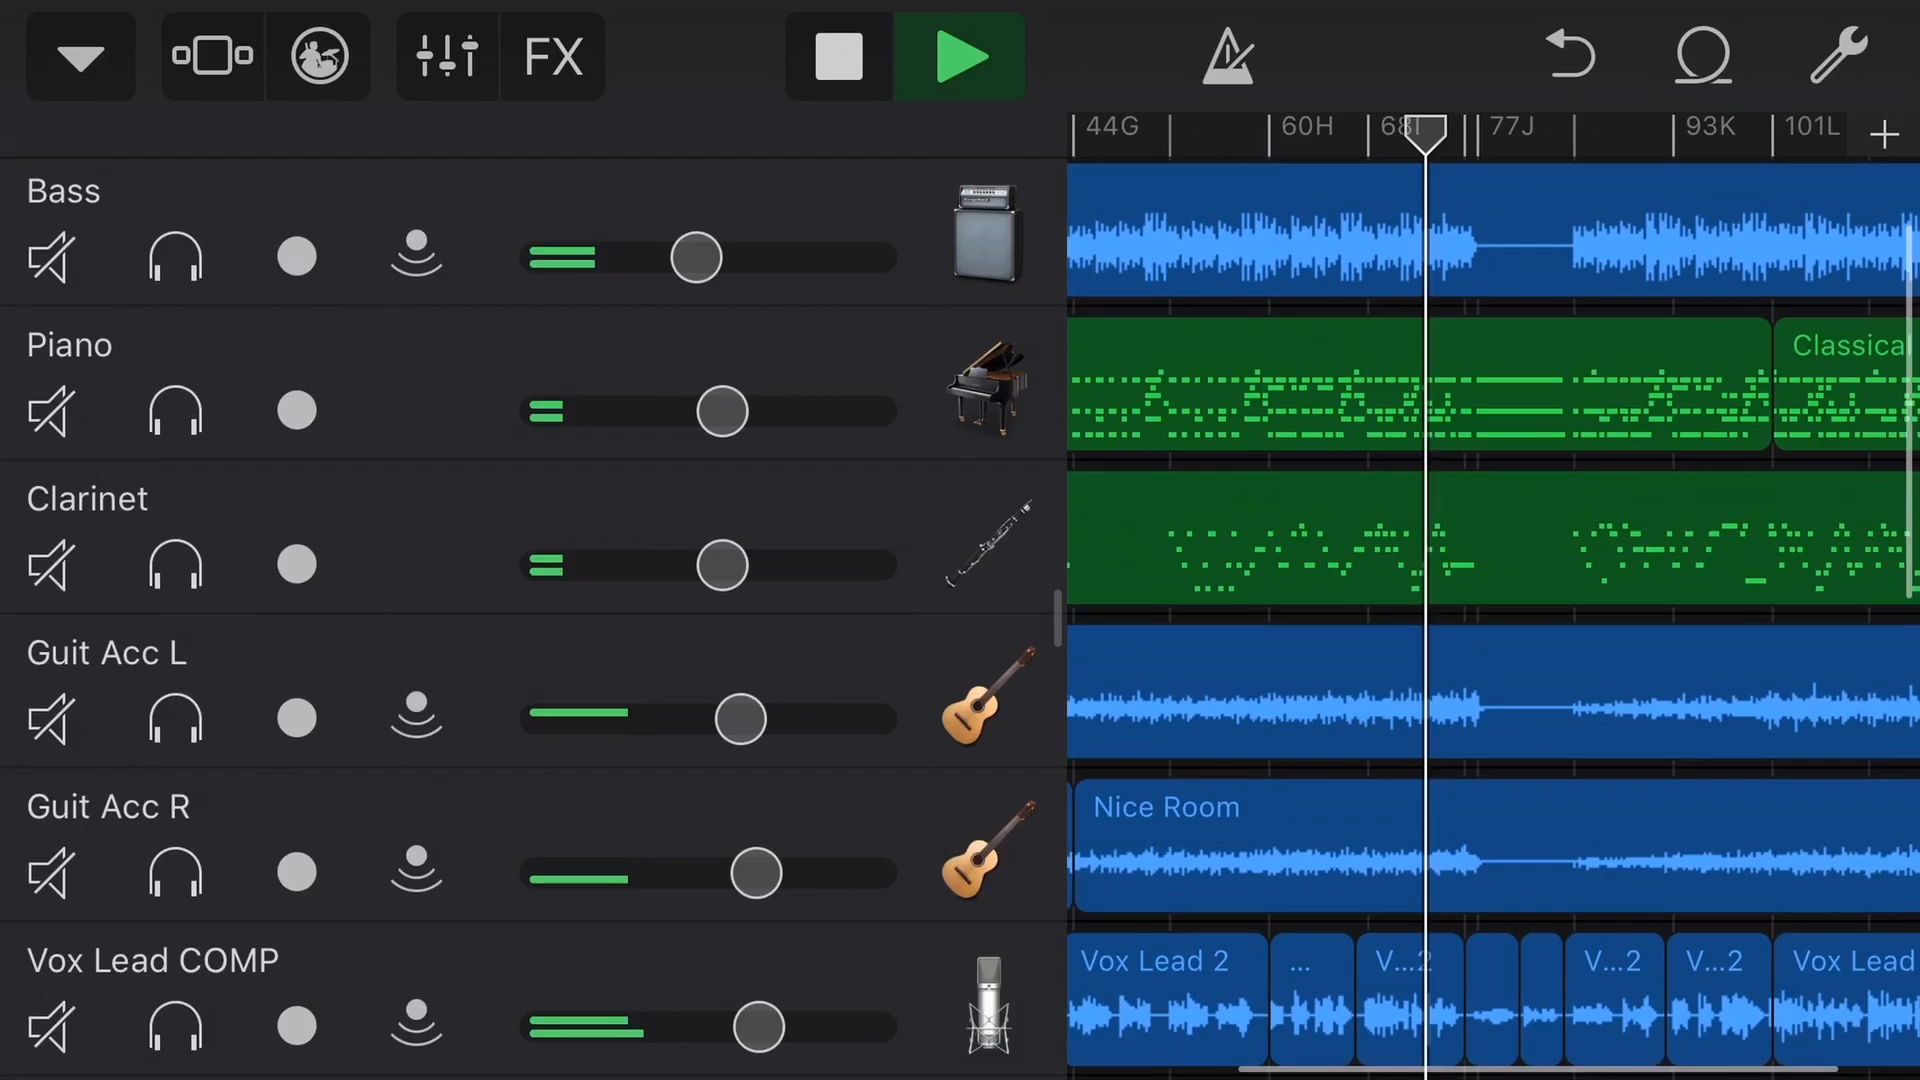 FX
44G 60H 68I 77J 93K 101L
Bass
Piano
Classical
Clarinet
Guit Acc L
Guit Acc R
Nice Room
Vox Lead COMP
Vox Lead 2 ... V...2 V...2 V...2 Vox Lead